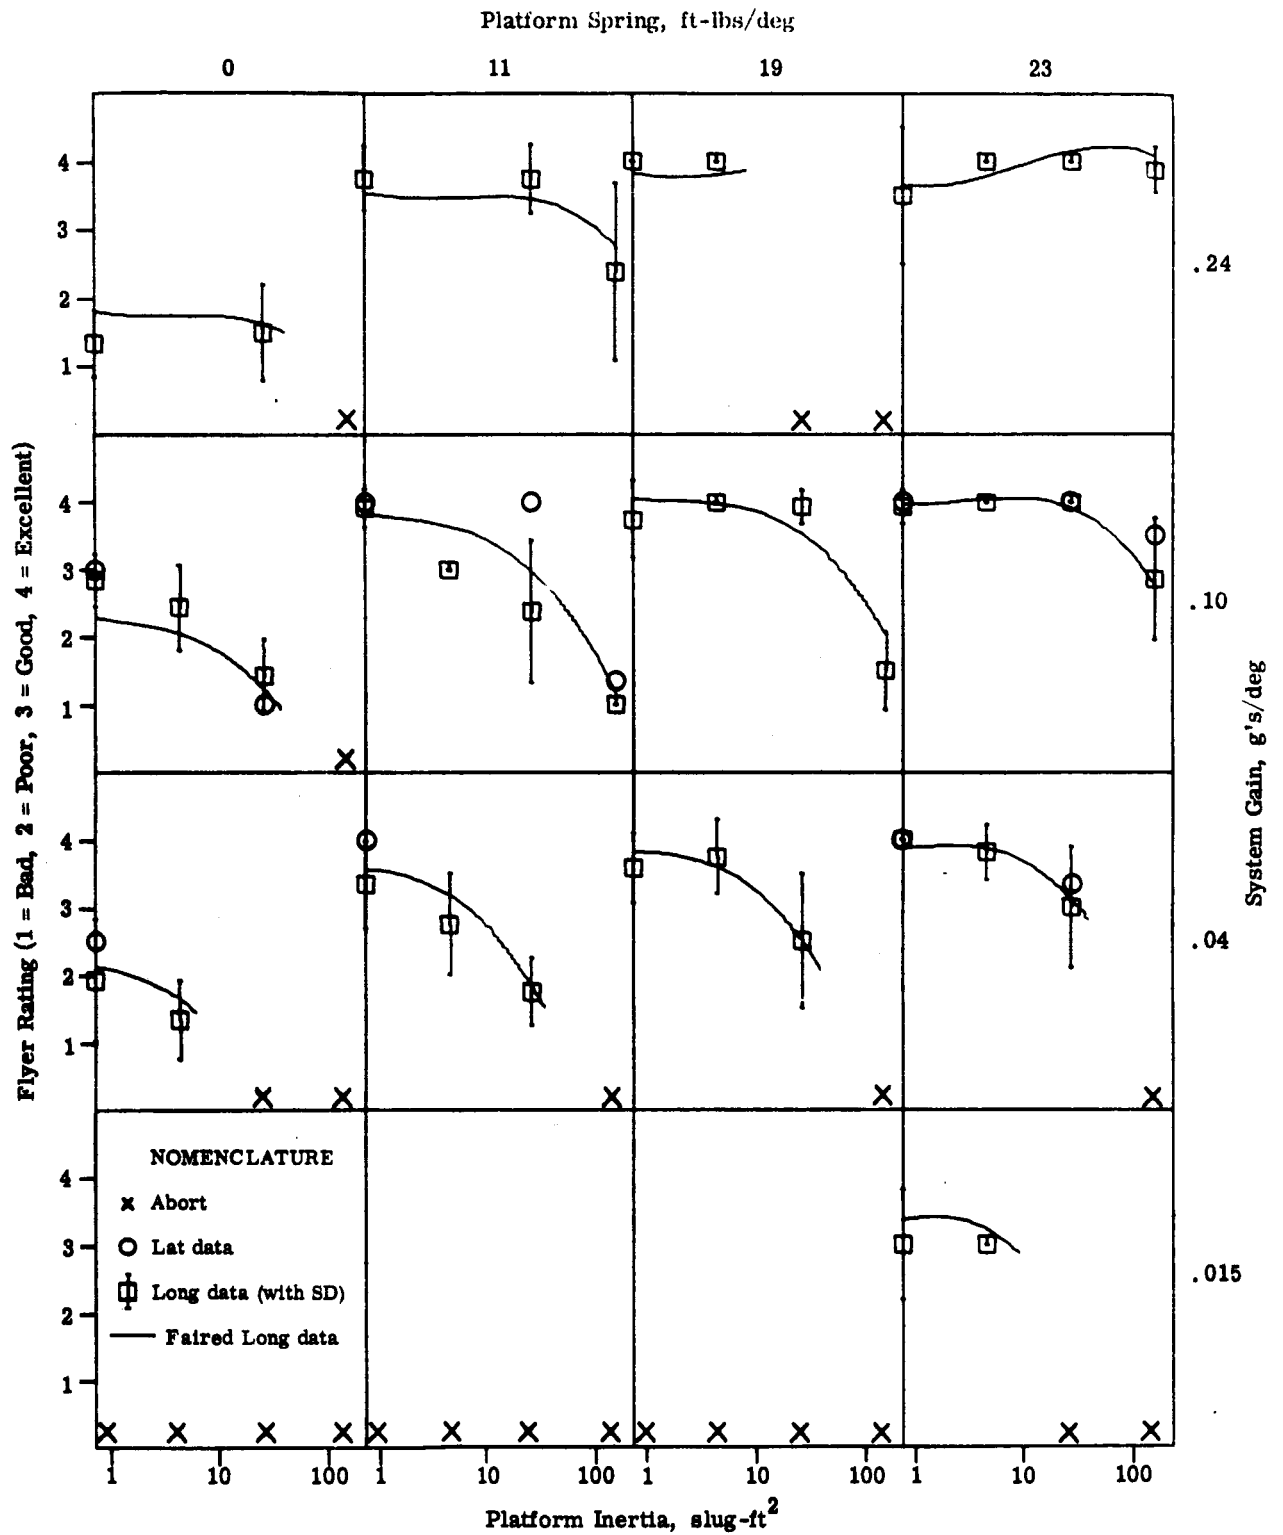 Platform Spring, ft-lbs/deg
0 11 19 23
4
3
2
1
.24
4
3
2
1
.10
4
3
2
1
.04
4
3
2
1
.015
Flyer Rating (1 = Bad, 2 = Poor, 3 = Good, 4 = Excellent)
System Gain, g's/deg
NOMENCLATURE
Abort
Lat data
Long data (with SD)
Faired Long data
1 10 100 1 10 100 1 10 100 1 10 100
Platform Inertia, slug-ft2